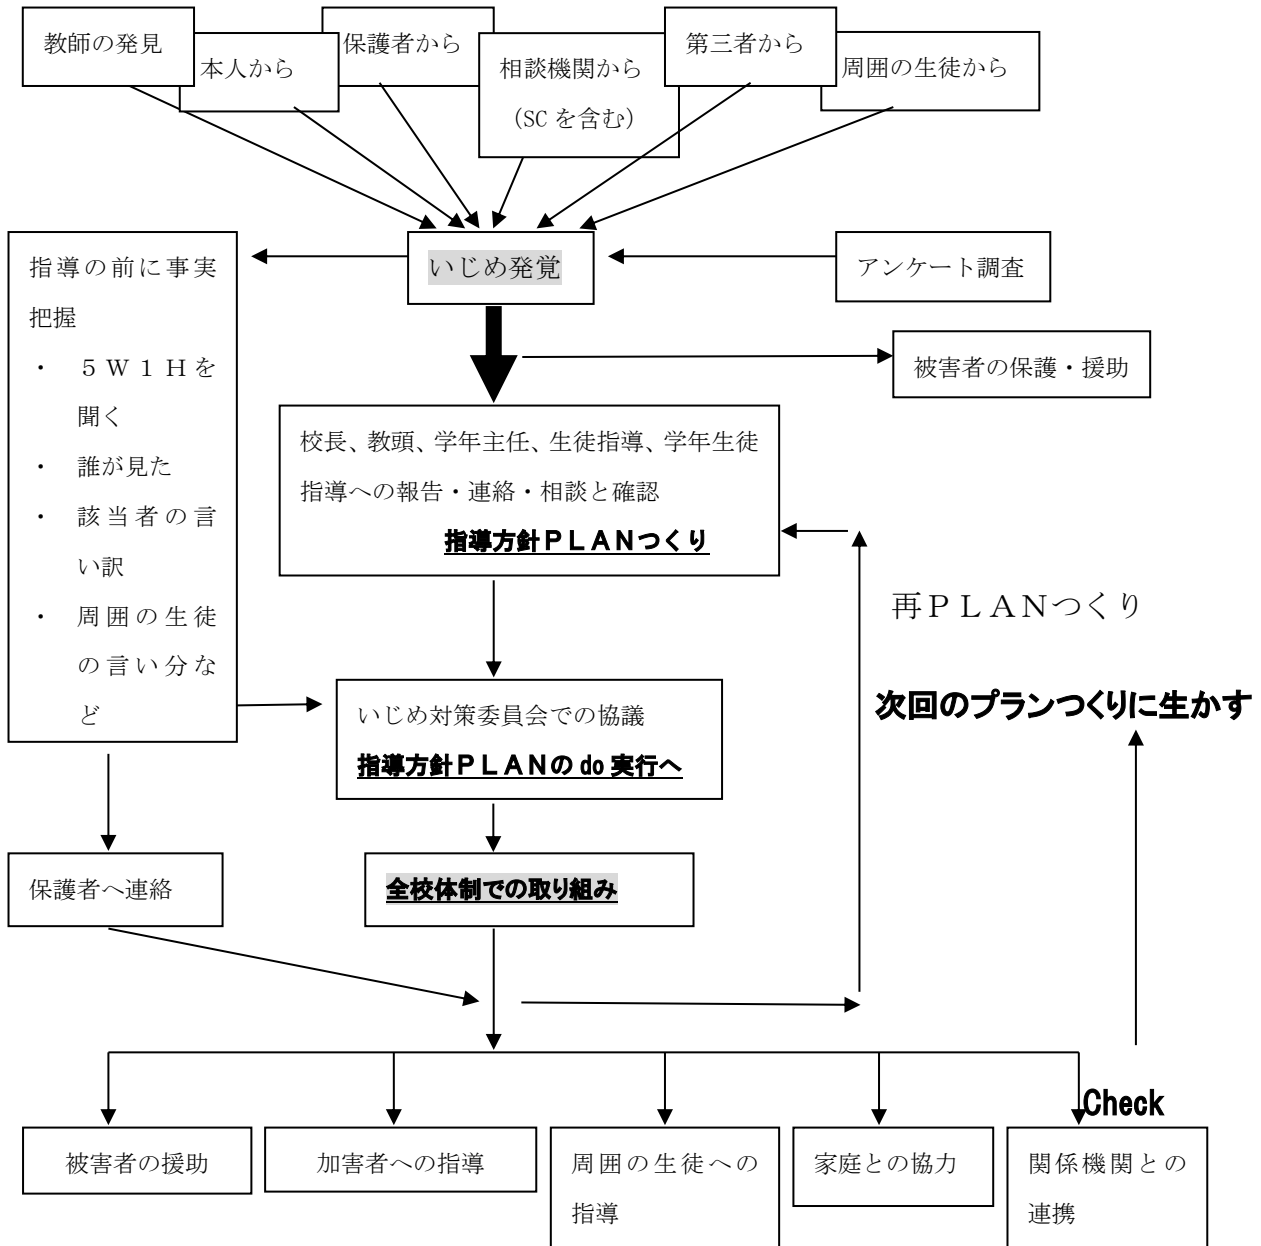 教師の発見
本人から
保護者から
相談機関から
（SCを含む）
第三者から
周囲の生徒から
指導の前に事実
把握
・ ５Ｗ１Ｈを
聞く
・ 誰が見た
・ 該当者の言
い訳
・ 周囲の生徒
の言い分な
ど
いじめ発覚
アンケート調査
被害者の保護・援助
校長、教頭、学年主任、生徒指導、学年生徒
指導への報告・連絡・相談と確認
指導方針ＰＬＡＮつくり
再ＰＬＡＮつくり
次回のプランつくりに生かす
いじめ対策委員会での協議
指導方針ＰＬＡＮの do 実行へ
保護者へ連絡
全校体制での取り組み
Check
被害者の援助
加害者への指導
周囲の生徒への
指導
家庭との協力
関係機関との
連携